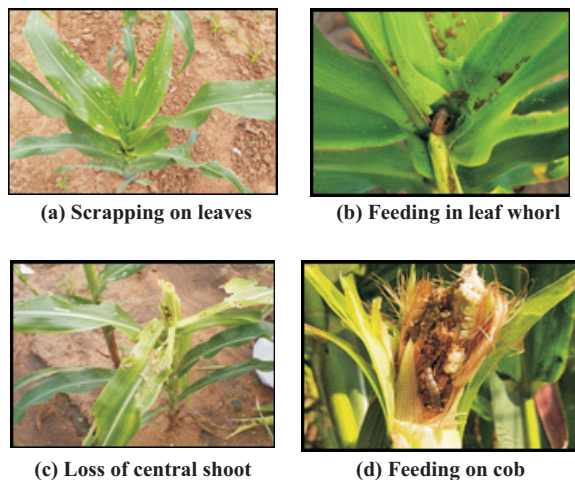 (a) Scrapping on leaves
(b) Feeding in leaf whorl
(c) Loss of central shoot
(d) Feeding on cob